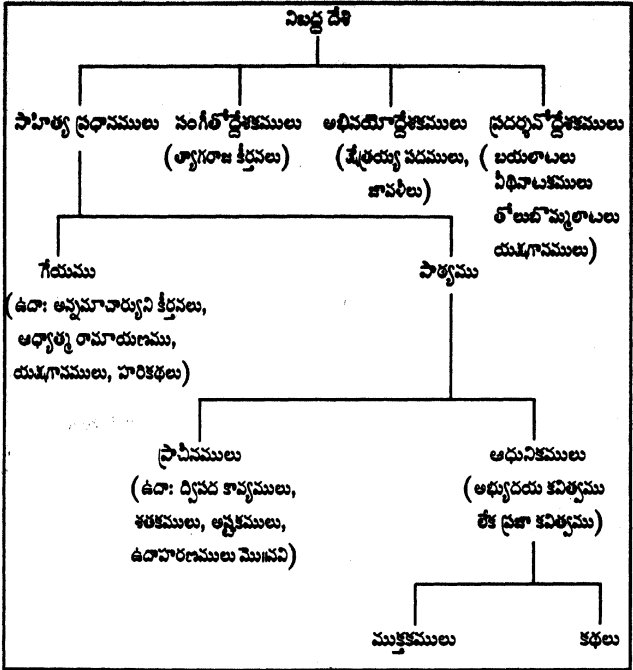 నిబద్ధ దేశి
సాహిత్య ప్రధానములు సంగీతోద్దేశకములు అభినయోద్దేశకములు ప్రదర్శనోద్దేశకములు
(త్యాగరాజ కీర్తనలు) (క్షేత్రయ్య పదములు, (బయలాటలు
జావళీలు) వీథినాటకములు
తోలుబొమ్మలాటలు
యక్షగానములు)
గేయము పాఠ్యము
(ఉదా: అన్నమాచార్యుని కీర్తనలు,
ఆధ్యాత్మ రామాయణము,
యక్షగానములు, హరికథలు)
ప్రాచీనములు ఆధునికములు
(ఉదా: ద్విపద కావ్యములు, (అభ్యుదయ కవిత్వము
శతకములు, అష్టకములు, లేక ప్రజా కవిత్వము)
ఉదాహరణములు మొ॥నవి)
ముక్తకములు కథలు